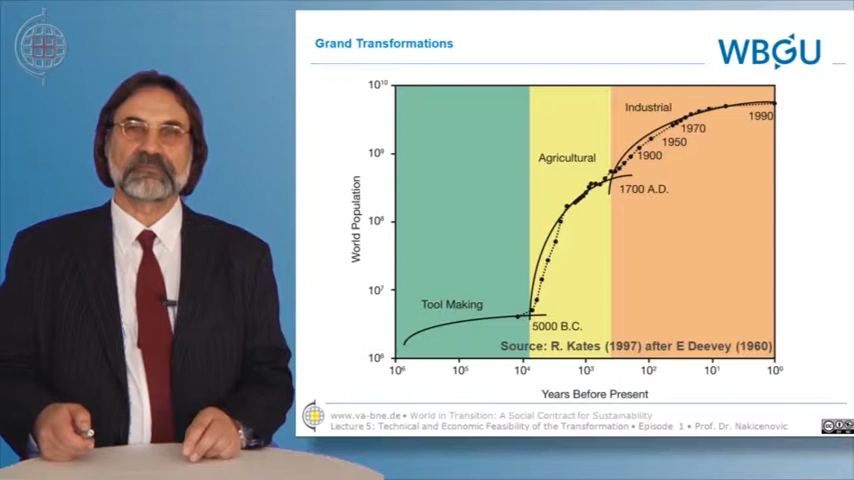 Grand Transformations
WBGU
10¹⁰
10⁹
10⁸
10⁷
10⁶
World Population
Industrial
Agricultural
Tool Making
1990
1970
1950
1900
1700 A.D.
5000 B.C.
Source: R. Kates (1997) after E Deevey (1960)
10⁶ 10⁵ 10⁴ 10³ 10² 10¹ 10⁰
Years Before Present
www.va-bne.de • World in Transition: A Social Contract for Sustainability
Lecture 5: Technical and Economic Feasibility of the Transformation • Episode 1 • Prof. Dr. Nakicenovic